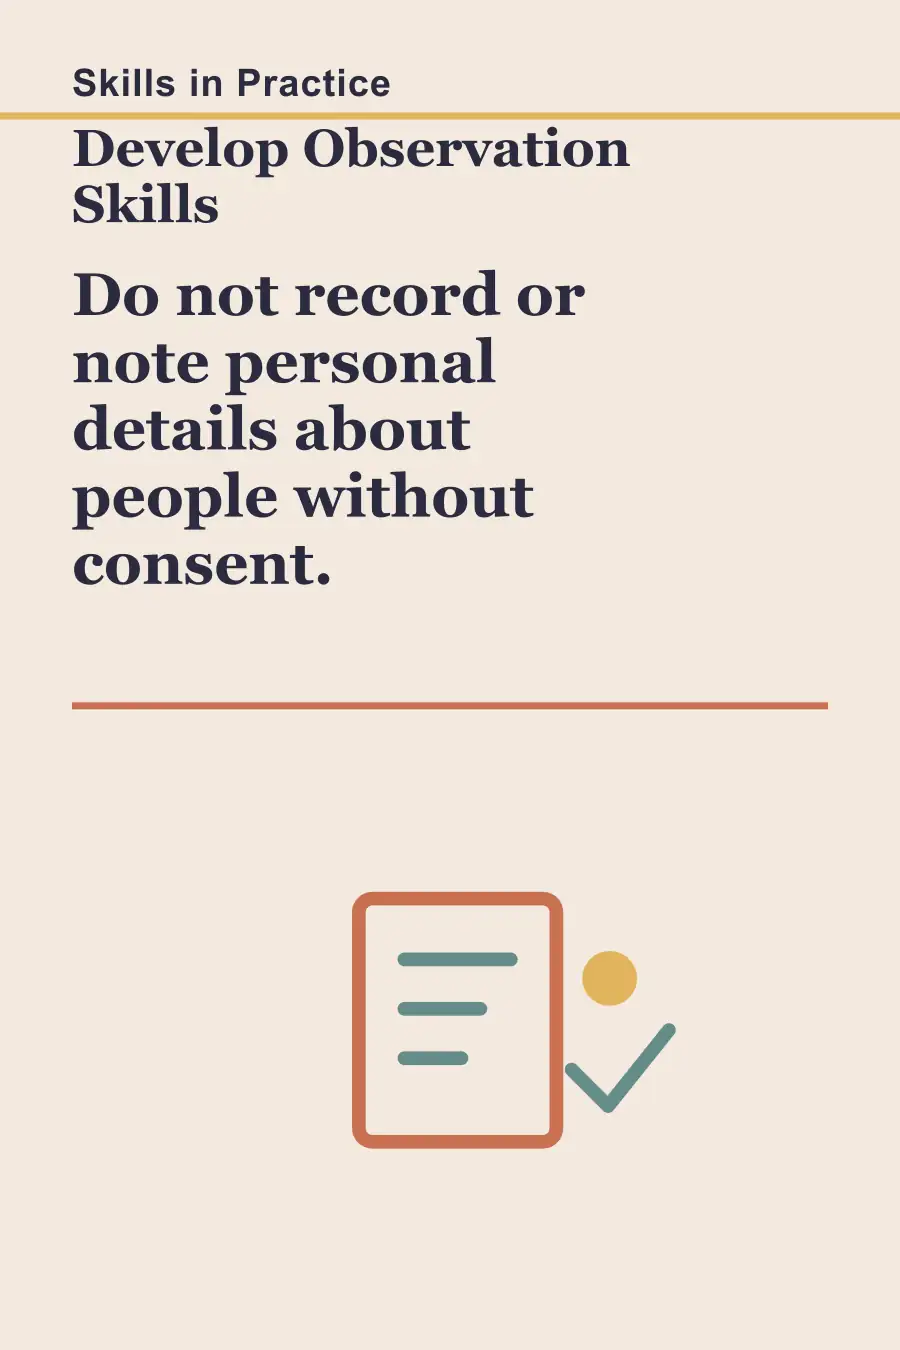 Skills in Practice
Develop Observation
Skills
Do not record or
note personal
details about
people without
consent.